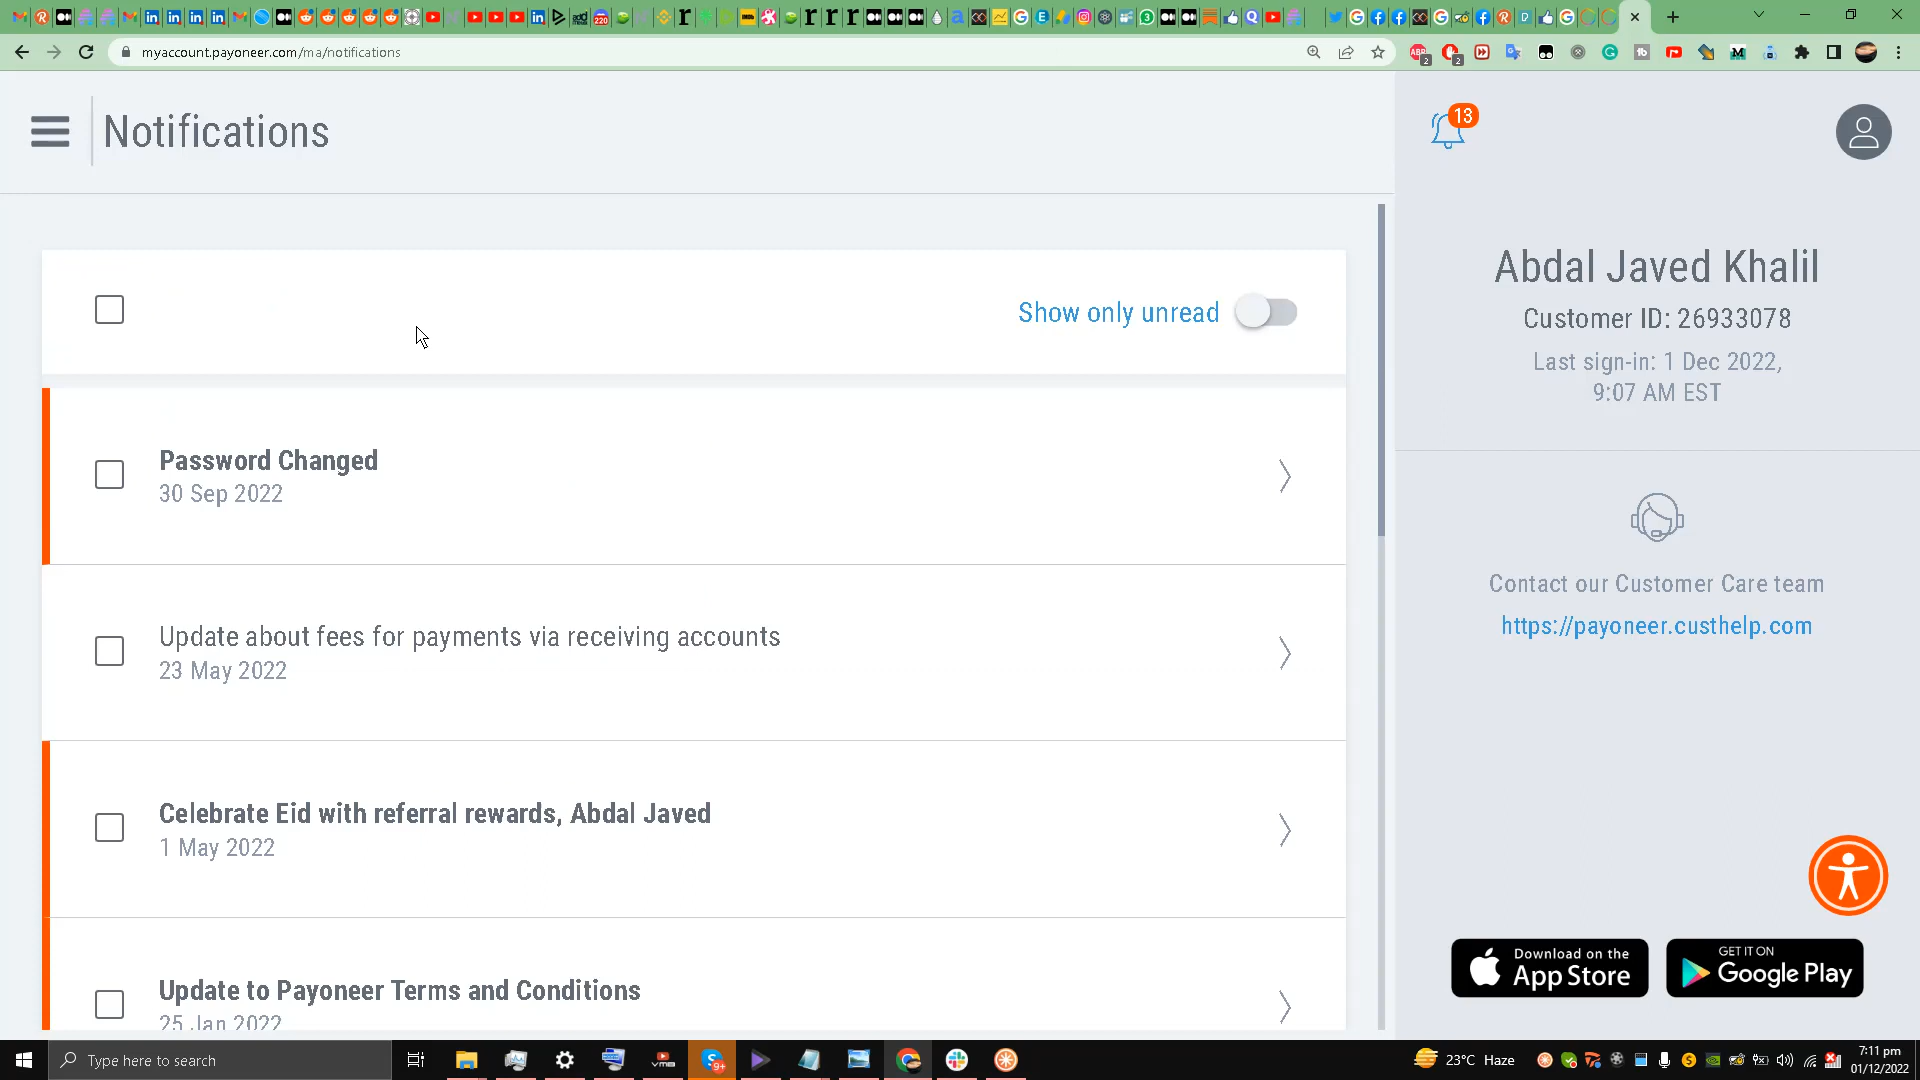 myaccount.payoneer.com/ma/notifications
Notifications
13
Show only unread
Password Changed
30 Sep 2022
Update about fees for payments via receiving accounts
23 May 2022
Celebrate Eid with referral rewards, Abdal Javed
1 May 2022
Update to Payoneer Terms and Conditions
25 Jan 2022
Abdal Javed Khalil
Customer ID: 26933078
Last sign-in: 1 Dec 2022,
9:07 AM EST
Contact our Customer Care team
https://payoneer.custhelp.com
Download on the
App Store
GET IT ON
Google Play
Type here to search
9+
23°C Haze
7:11 pm
01/12/2022